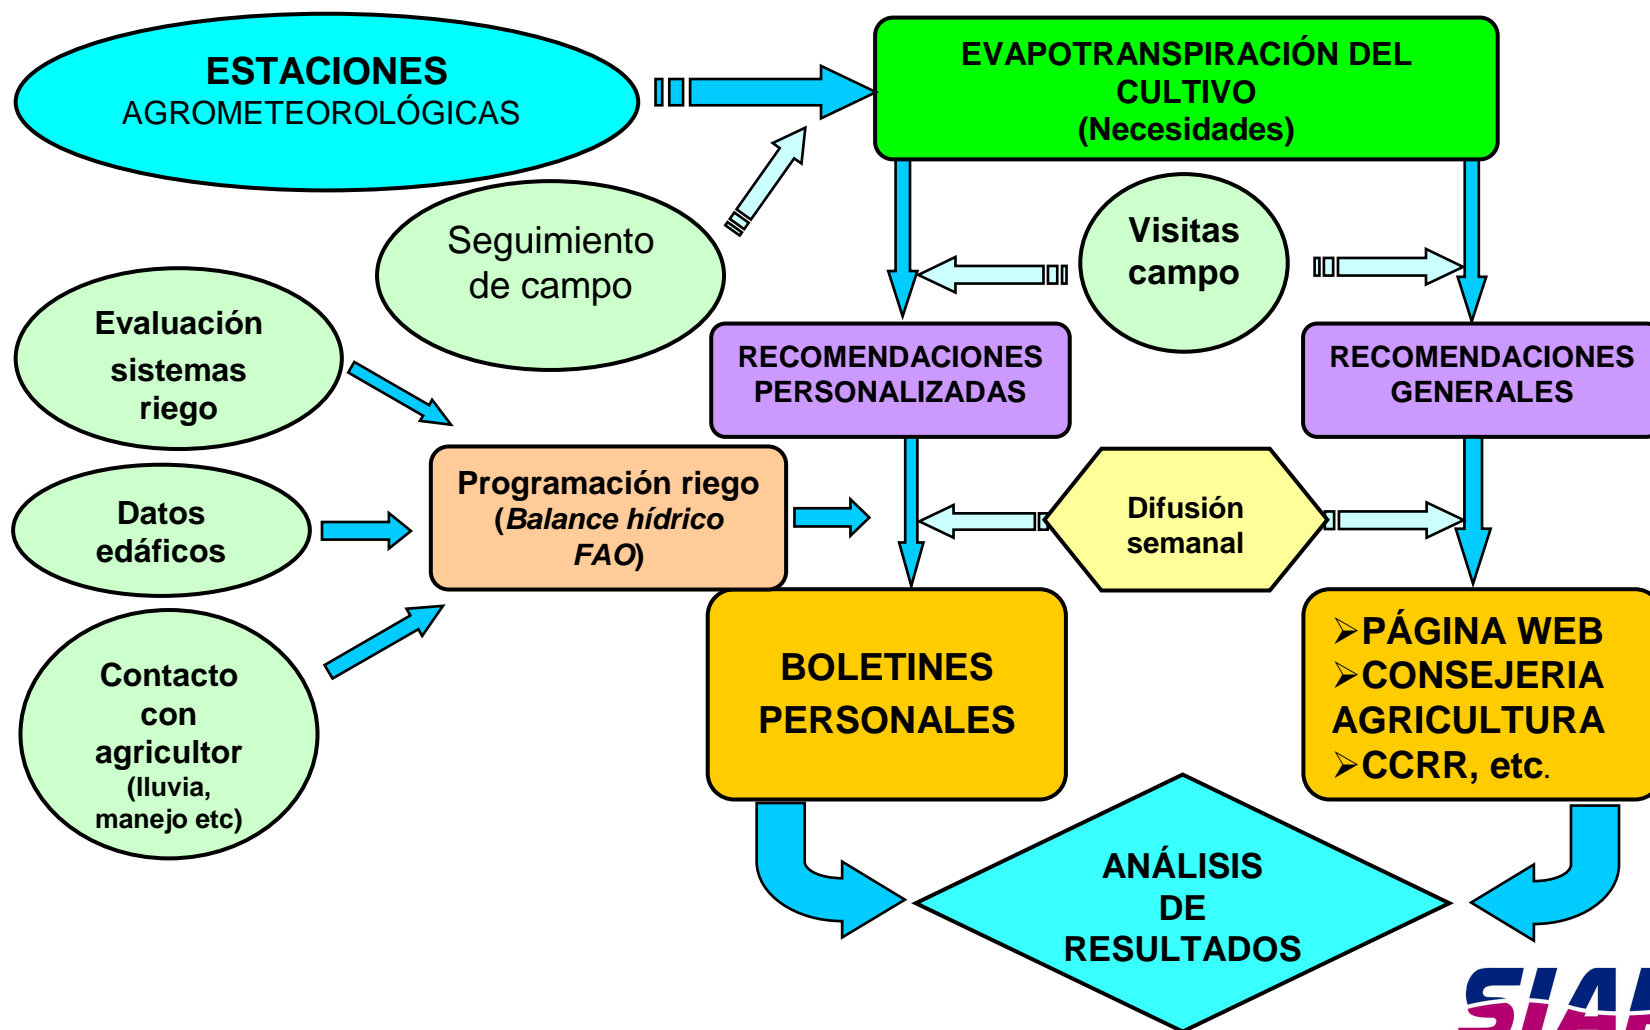 ESTACIONES
AGROMETEOROLÓGICAS
EVAPOTRANSPIRACIÓN DEL
CULTIVO
(Necesidades)
Seguimiento
de campo
Visitas
campo
Evaluación
sistemas
riego
RECOMENDACIONES
PERSONALIZADAS
RECOMENDACIONES
GENERALES
Datos
edáficos
Programación riego
(Balance hídrico
FAO)
Difusión
semanal
Contacto
con
agricultor
(lluvia,
manejo etc)
BOLETINES
PERSONALES
➢PÁGINA WEB
➢CONSEJERIA
AGRICULTURA
➢CCRR, etc.
ANÁLISIS
DE
RESULTADOS